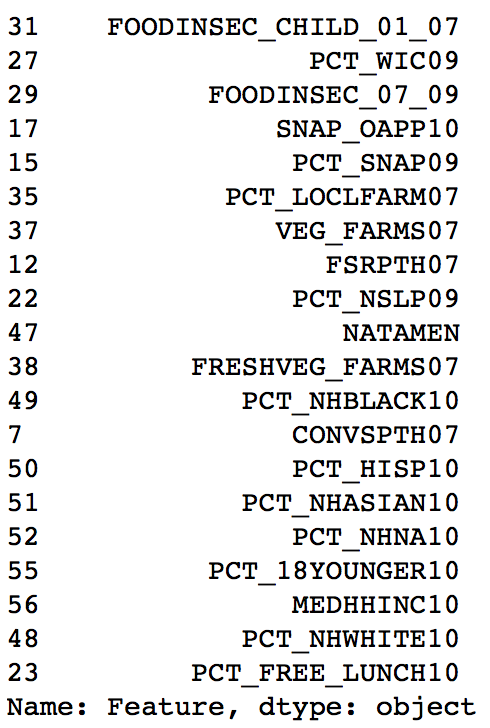 31 FOODINSEC_CHILD_01_07
27 PCT_WIC09
29 FOODINSEC_07_09
17 SNAP_OAPP10
15 PCT_SNAP09
35 PCT_LOCLFARM07
37 VEG_FARMS07
12 FSRPTH07
22 PCT_NSLP09
47 NATAMEN
38 FRESHVEG_FARMS07
49 PCT_NHBLACK10
7 CONVSPTH07
50 PCT_HISP10
51 PCT_NHASIAN10
52 PCT_NHNA10
55 PCT_18YOUNGER10
56 MEDHHINC10
48 PCT_NHWHITE10
23 PCT_FREE_LUNCH10
Name: Feature, dtype: object